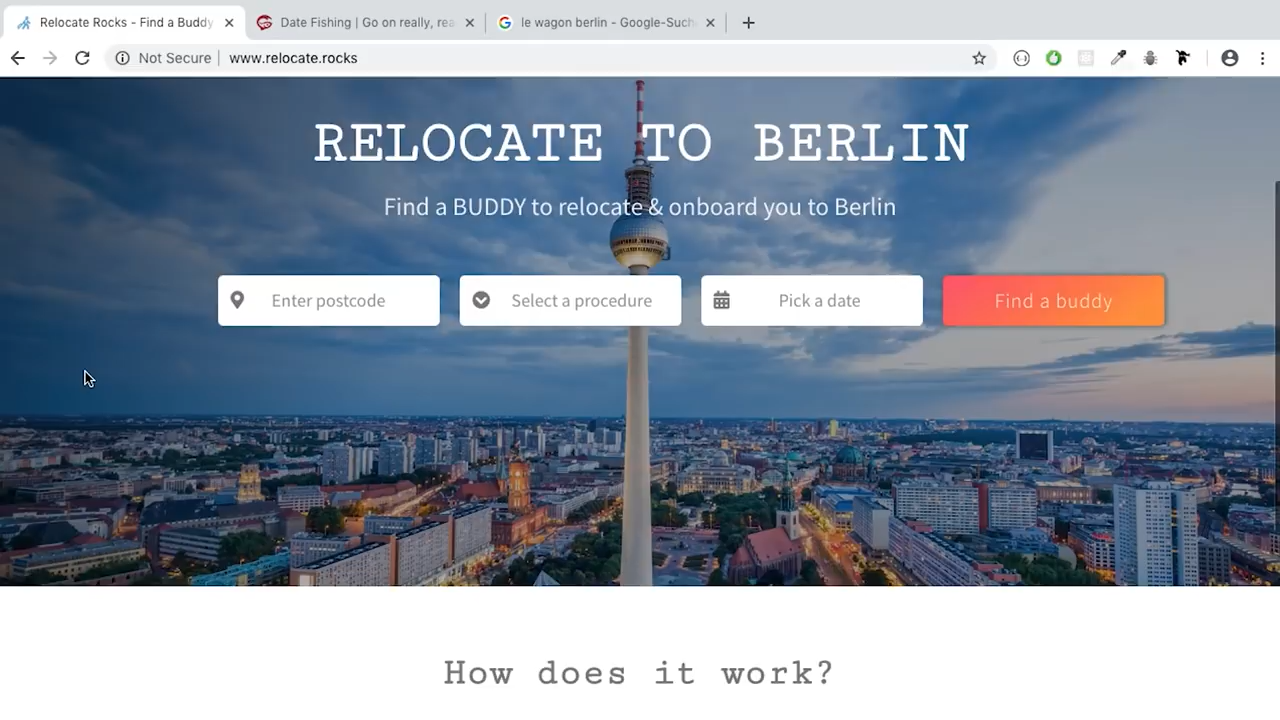 Relocate Rocks - Find a Buddy
Date Fishing | Go on really, rea
le wagon berlin - Google-Such
Not Secure
www.relocate.rocks
RELOCATE TO BERLIN
Find a BUDDY to relocate & onboard you to Berlin
Enter postcode
Select a procedure
Pick a date
Find a buddy
How does it work?